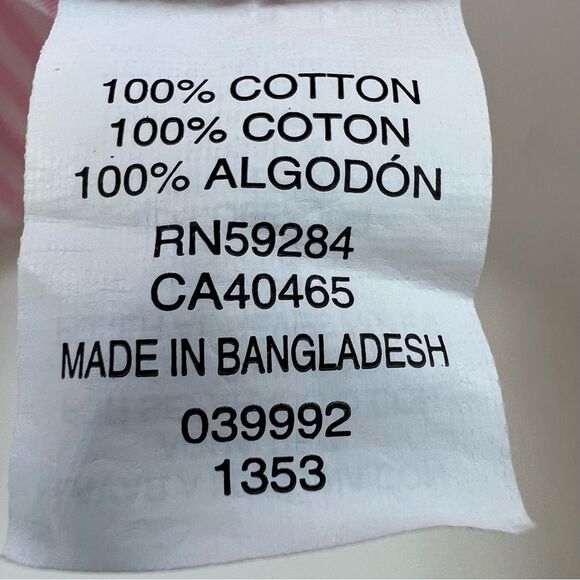 100% COTTON
100% COTON
100% ALGODÓN
RN59284
CA40465
MADE IN BANGLADESH
039992
1353